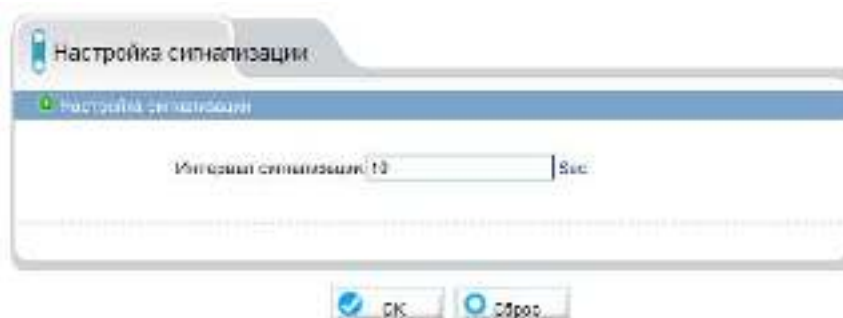 Настройка сигнализации
Настройка сигнализации
Интервал сигнализации 10 Sec
OK Сброс